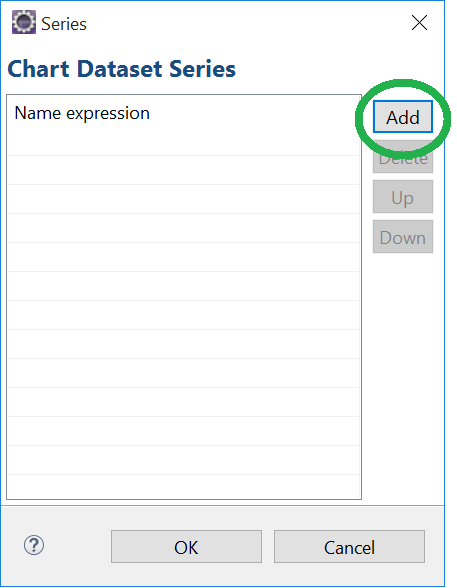 Series
Chart Dataset Series
Name expression
Add
Delete
Up
Down
?
OK
Cancel